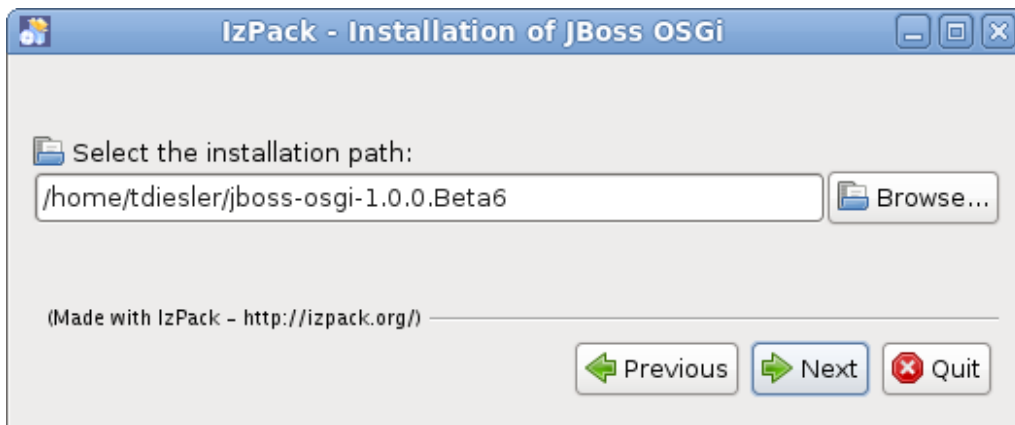 IzPack - Installation of JBoss OSGi
Select the installation path:
/home/tdiesler/jboss-osgi-1.0.0.Beta6
Browse...
(Made with IzPack - http://izpack.org/)
Previous
Next
Quit